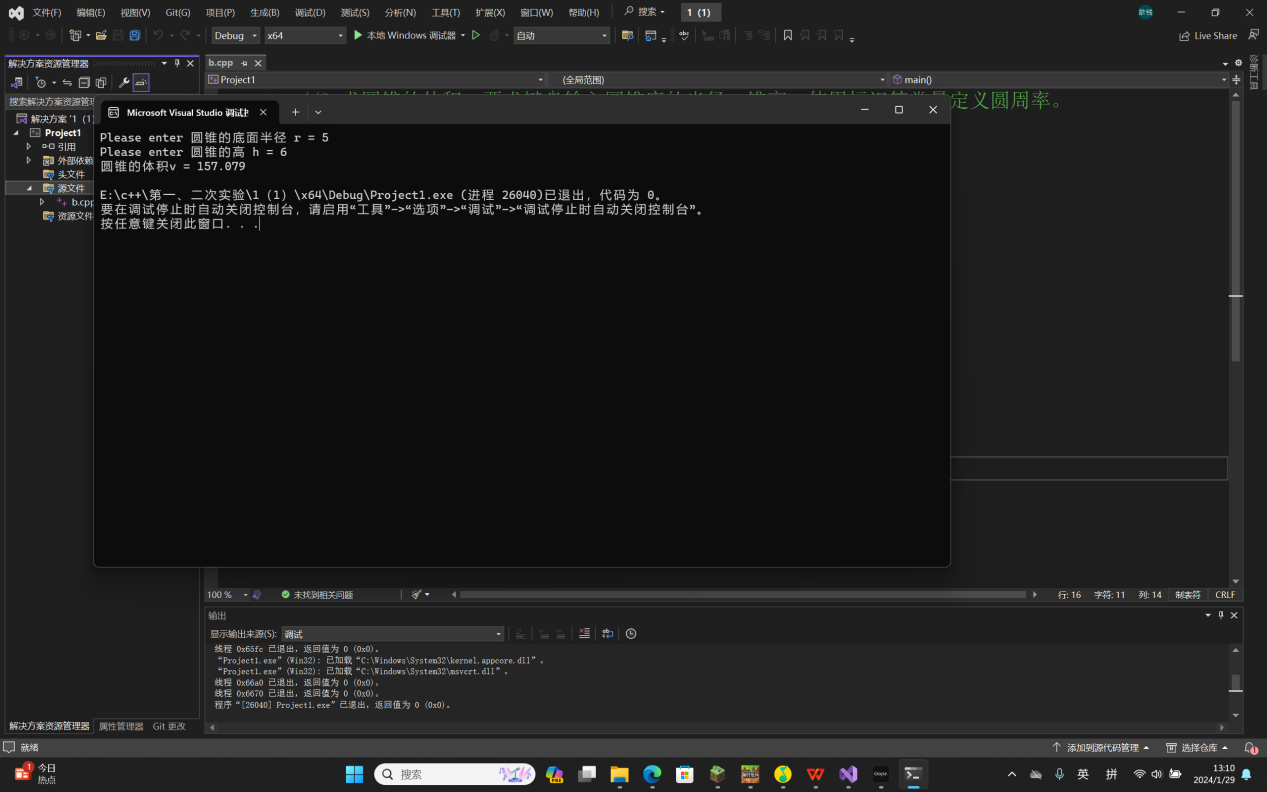 文件(F) 编辑(E) 视图(V) Git(G) 项目(P) 生成(B) 调试(D) 测试(S) 分析(N) 工具(T) 扩展(X) 窗口(W) 帮助(H) 搜索 1 (1)
Debug x64 本地 Windows 调试器 自动 Live Share
解决方案资源管理器
b.cpp
Project1 (全局范围) main()
定义圆周率。
诊断工具
搜索解决方案资源管理
解决方案 '1 (1)
Project1
引用
外部依赖
头文件
源文件
b.cpp
资源文件
Microsoft Visual Studio 调试
Please enter 圆锥的底面半径 r = 5
Please enter 圆锥的高 h = 6
圆锥的体积v = 157.079
E:\c++\第一、二次实验\1 (1) \x64\Debug\Project1.exe (进程 26040)已退出，代码为 0。
要在调试停止时自动关闭控制台，请启用“工具”->“选项”->“调试”->“调试停止时自动关闭控制台”。
按任意键关闭此窗口. . .
100 % 未找到相关问题 行: 16 字符: 11 列: 14 制表符 CRLF
输出
显示输出来源(S): 调试
线程 0x65fc 已退出，返回值为 0 (0x0)。
“Project1.exe”(Win32): 已加载“C:\Windows\System32\kernel.appcore.dll”。
“Project1.exe”(Win32): 已加载“C:\Windows\System32\msvcrt.dll”。
线程 0x66a0 已退出，返回值为 0 (0x0)。
线程 0x6670 已退出，返回值为 0 (0x0)。
程序“[26040] Project1.exe”已退出，返回值为 0 (0x0)。
解决方案资源管理器 属性管理器 Git 更改
就绪 添加到源代码管理 选择仓库 1
1 今日
热点
搜索
PRE
英 拼
13:10
2024/1/29